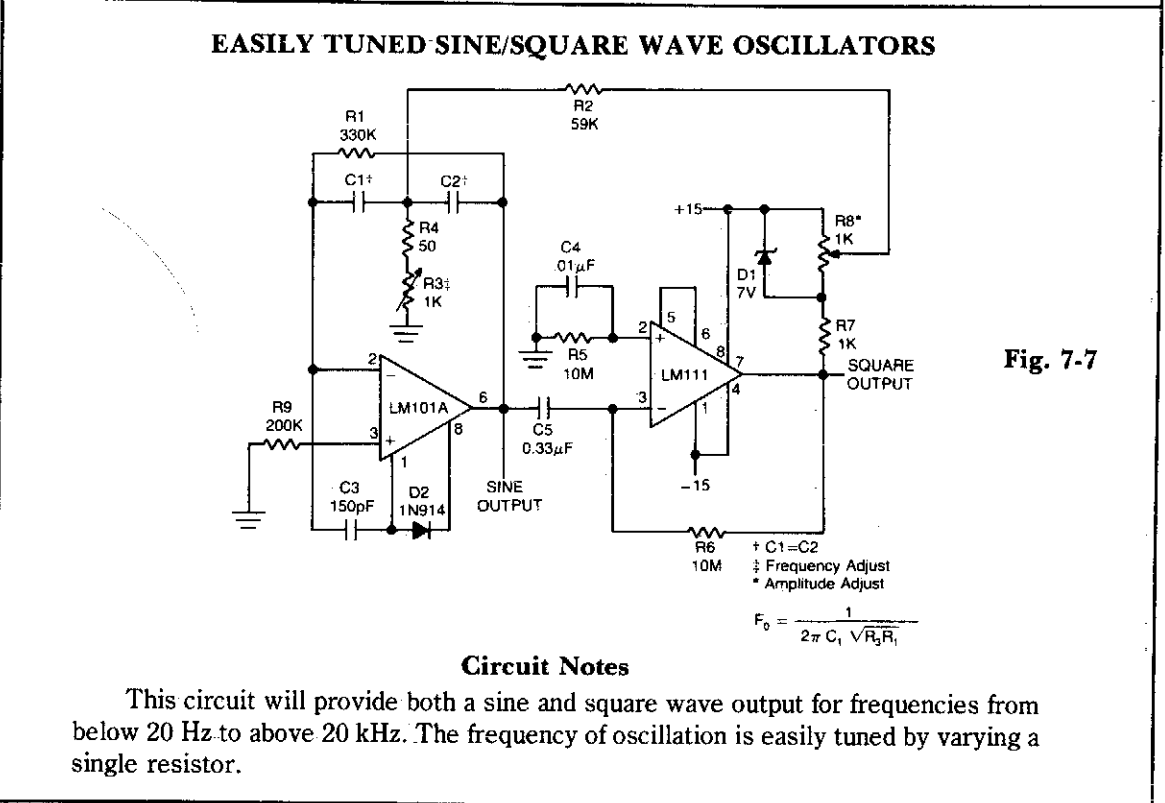 EASILY TUNED SINE/SQUARE WAVE OSCILLATORS
R2
59K
R1
330K
C1†
C2†
R4
50
R3‡
1K
+15
R8*
1K
D1
7V
C4
.01μF
R5
10M
2
+
5
6
8
7
LM111
4
1
3
−
R7
1K
SQUARE
OUTPUT
Fig. 7-7
2
−
LM101A
6
8
3
+
1
R9
200K
C5
0.33μF
−15
C3
150pF
D2
1N914
SINE
OUTPUT
R6
10M
† C1=C2
‡ Frequency Adjust
* Amplitude Adjust
F₀ = 1 / 2π C₁ √R₃R₁
Circuit Notes
This circuit will provide both a sine and square wave output for frequencies from
below 20 Hz to above 20 kHz. The frequency of oscillation is easily tuned by varying a
single resistor.